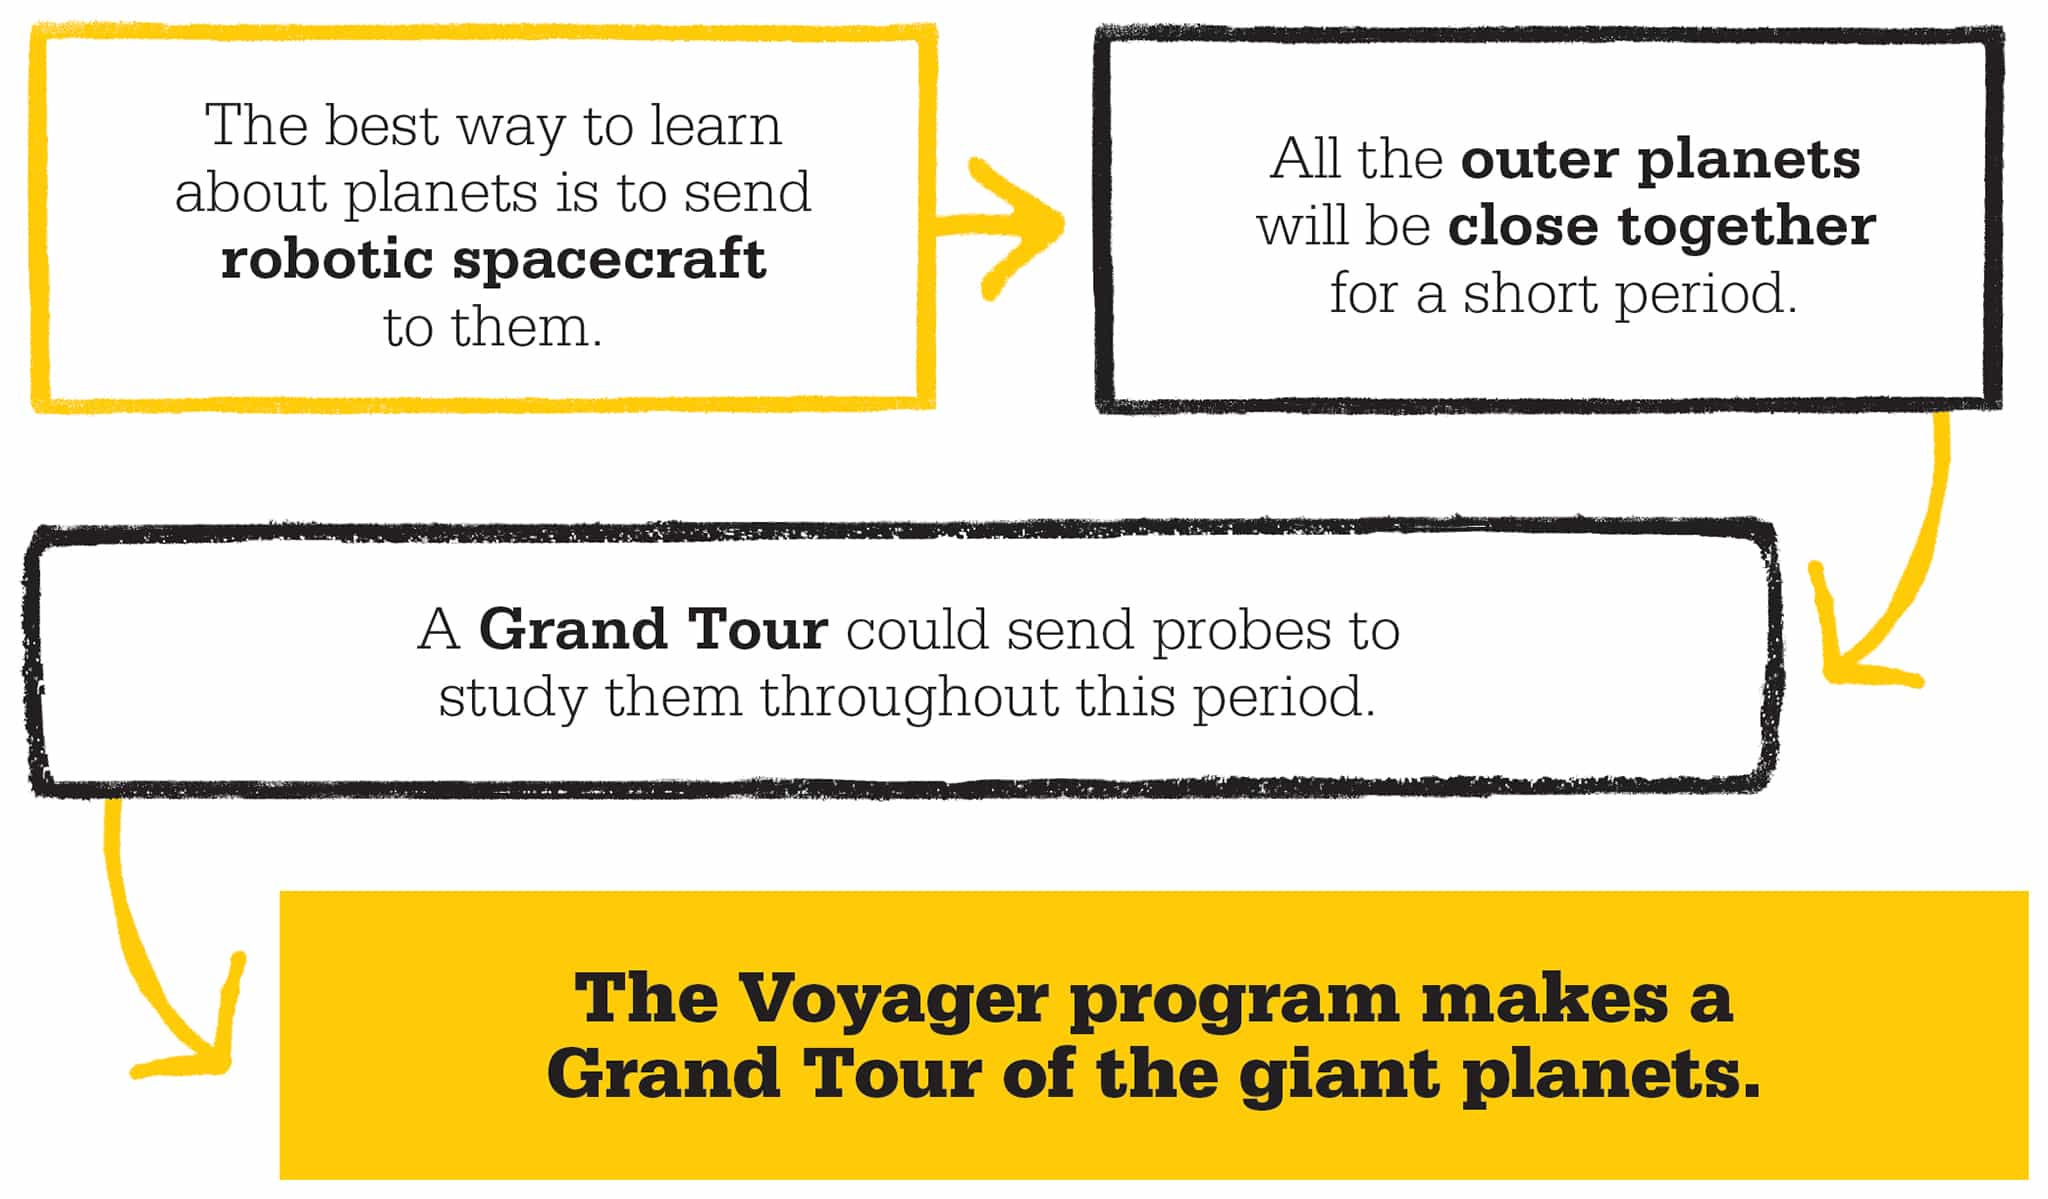 The best way to learn
about planets is to send
robotic spacecraft
to them.
All the outer planets
will be close together
for a short period.
A Grand Tour could send probes to
study them throughout this period.
The Voyager program makes a
Grand Tour of the giant planets.